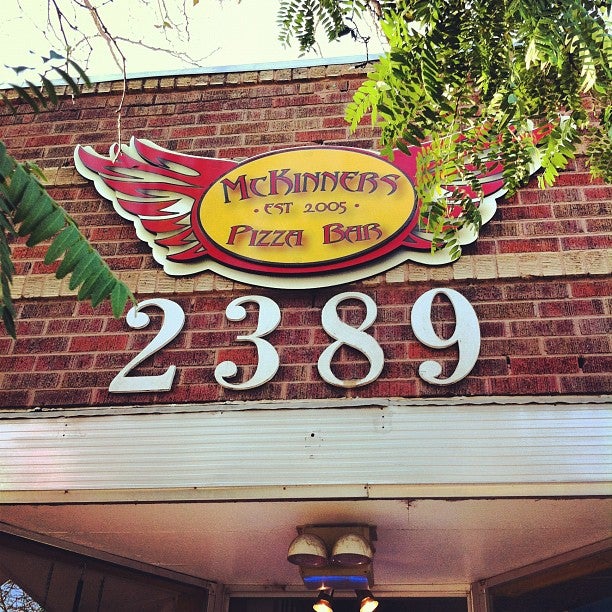 McKinners
• Est 2005 •
Pizza Bar
2389